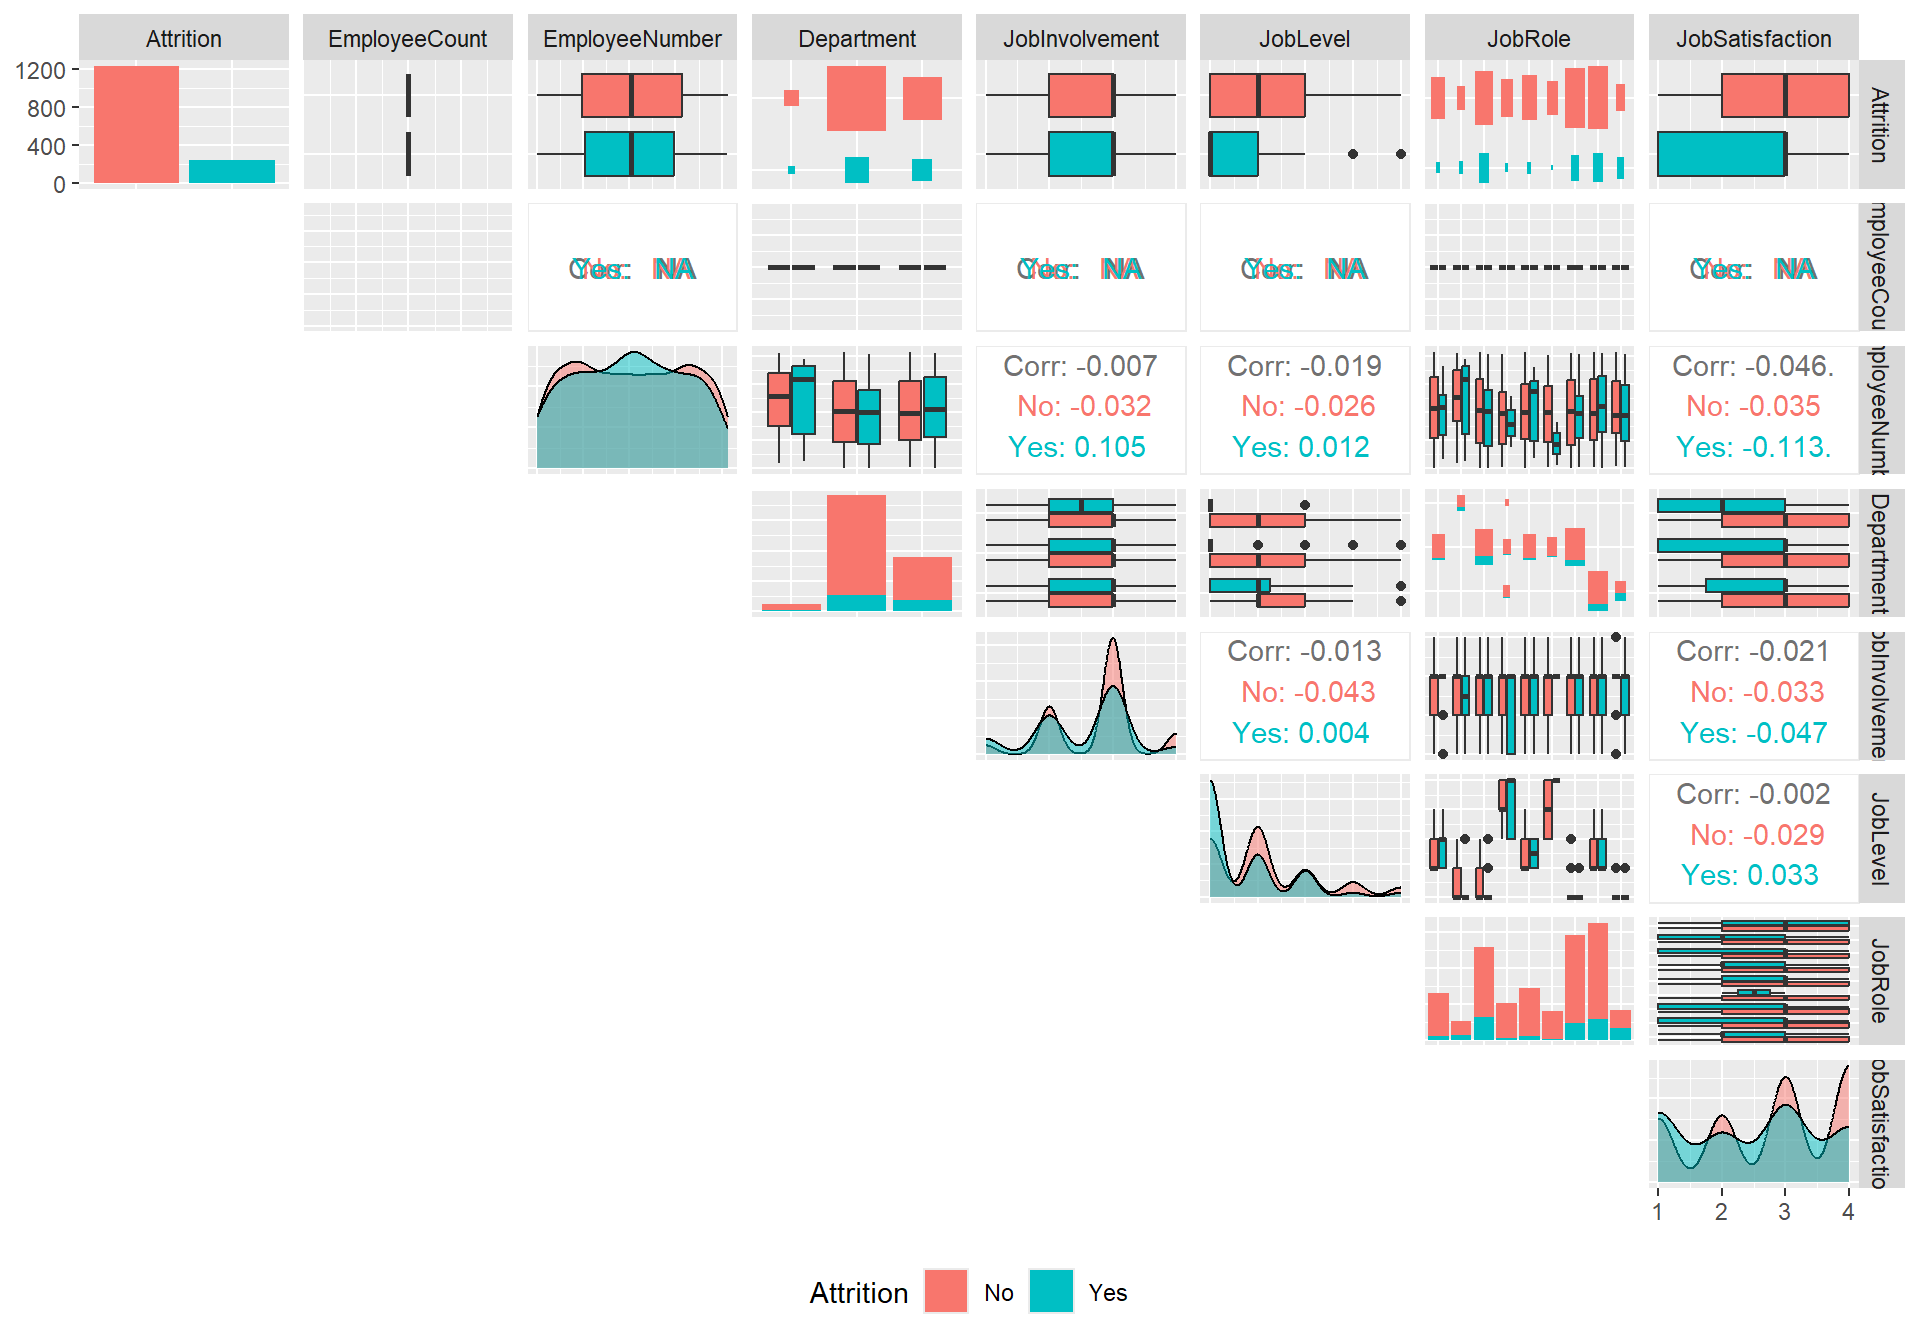 Attrition EmployeeCount EmployeeNumber Department JobInvolvement JobLevel JobRole JobSatisfaction
1200
800
400
0
Attrition
Yes: NA Yes: NA Yes: NA Yes: NA
mployeeCou
Corr: -0.007 Corr: -0.019 Corr: -0.046.
No: -0.032 No: -0.026 No: -0.035
Yes: 0.105 Yes: 0.012 Yes: -0.113.
mployeeNumb
Department
Corr: -0.013 Corr: -0.021
No: -0.043 No: -0.033
Yes: 0.004 Yes: -0.047
obInvolveme
Corr: -0.002
No: -0.029
Yes: 0.033
JobLevel
JobRole
obSatisfactio
1 2 3 4
Attrition No Yes